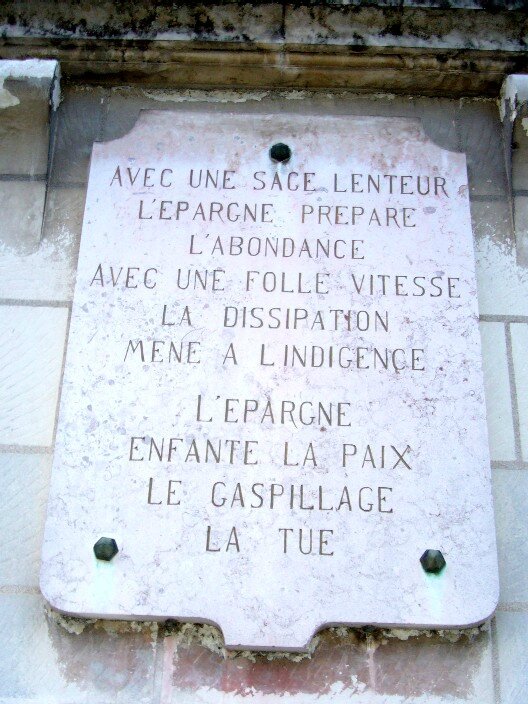 AVEC UNE SAGE LENTEUR
L'EPARGNE PREPARE
L'ABONDANCE
AVEC UNE FOLLE VITESSE
LA DISSIPATION
MENE A L'INDIGENCE.
L'EPARGNE
ENFANTE LA PAIX
LE GASPILLAGE
LA TUE